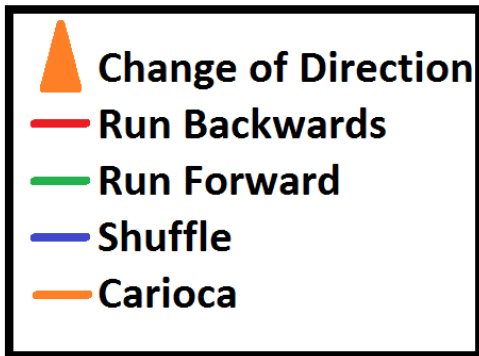 Change of Direction
Run Backwards
Run Forward
Shuffle
Carioca